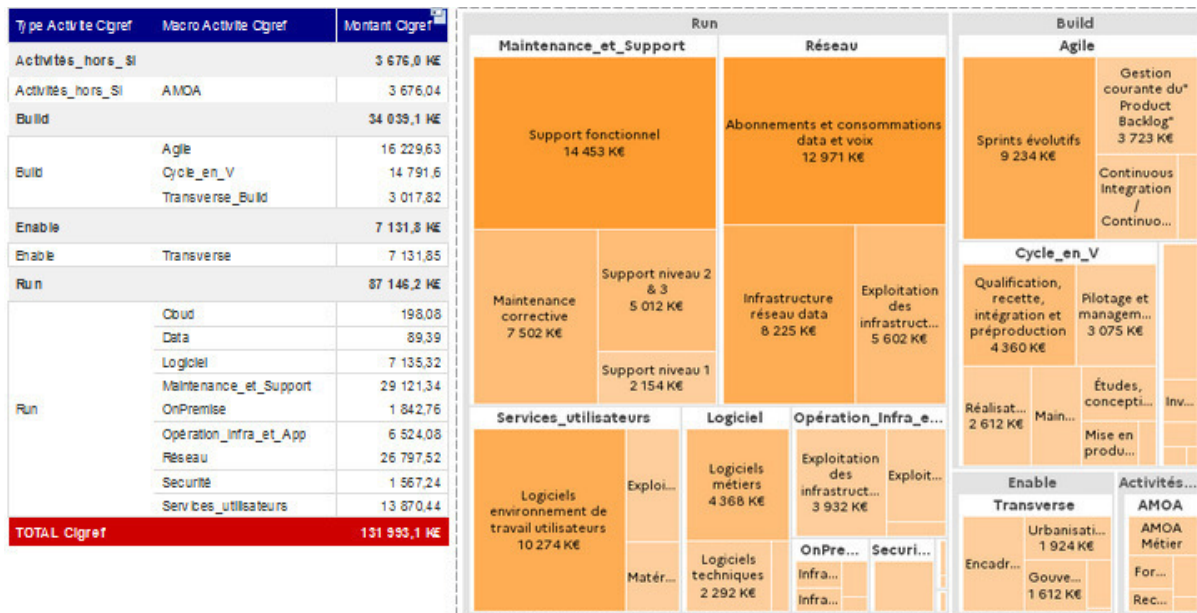 Type Activite Cigref Macro Activite Cigref Montant Cigref
Activités_hors_SI 3 676,0 K€
Activités_hors_SI AMOA 3 676,04
Build 34 039,1 K€
Agile 16 229,63
Build Cycle_en_V 14 791,6
Transverse_Build 3 017,82
Enable 7 131,8 K€
Enable Transverse 7 131,85
Run 87 146,2 K€
Cloud 198,08
Data 89,39
Logiciel 7 135,32
Maintenance_et_Support 29 121,34
Run OnPremise 1 842,76
Opération_Infra_et_App 6 524,08
Réseau 26 797,52
Securité 1 567,24
Services_utilisateurs 13 870,44
TOTAL Cigref 131 993,1 K€
Run
Maintenance_et_Support
Support fonctionnel
14 453 K€
Maintenance
corrective
7 502 K€
Support niveau 2
& 3
5 012 K€
Support niveau 1
2 154 K€
Réseau
Abonnements et consommations
data et voix
12 971 K€
Infrastructure
réseau data
8 225 K€
Exploitation
des
infrastruct...
5 602 K€
Services_utilisateurs
Logiciels
environnement de
travail utilisateurs
10 274 K€
Exploi...
Matér...
Logiciel
Logiciels
métiers
4 368 K€
Logiciels
techniques
2 292 K€
Opération_Infra_e...
Exploitation
des
infrastruct...
3 932 K€
Exploit...
OnPre...
Infra...
Infra...
Securi...
Build
Agile
Sprints évolutifs
9 234 K€
Gestion
courante du"
Product
Backlog"
3 723 K€
Continuous
Integration
/
Continuo...
Cycle_en_V
Qualification,
recette,
intégration et
préproduction
4 360 K€
Pilotage et
managem...
3 075 K€
Réalisat...
2 612 K€
Main...
Études,
concepti...
Mise en
produ...
Inv...
Enable
Transverse
Encadr...
Urbanisati...
1 924 K€
Gouve...
1 612 K€
Activités...
AMOA
AMOA
Métier
For...
Rec...